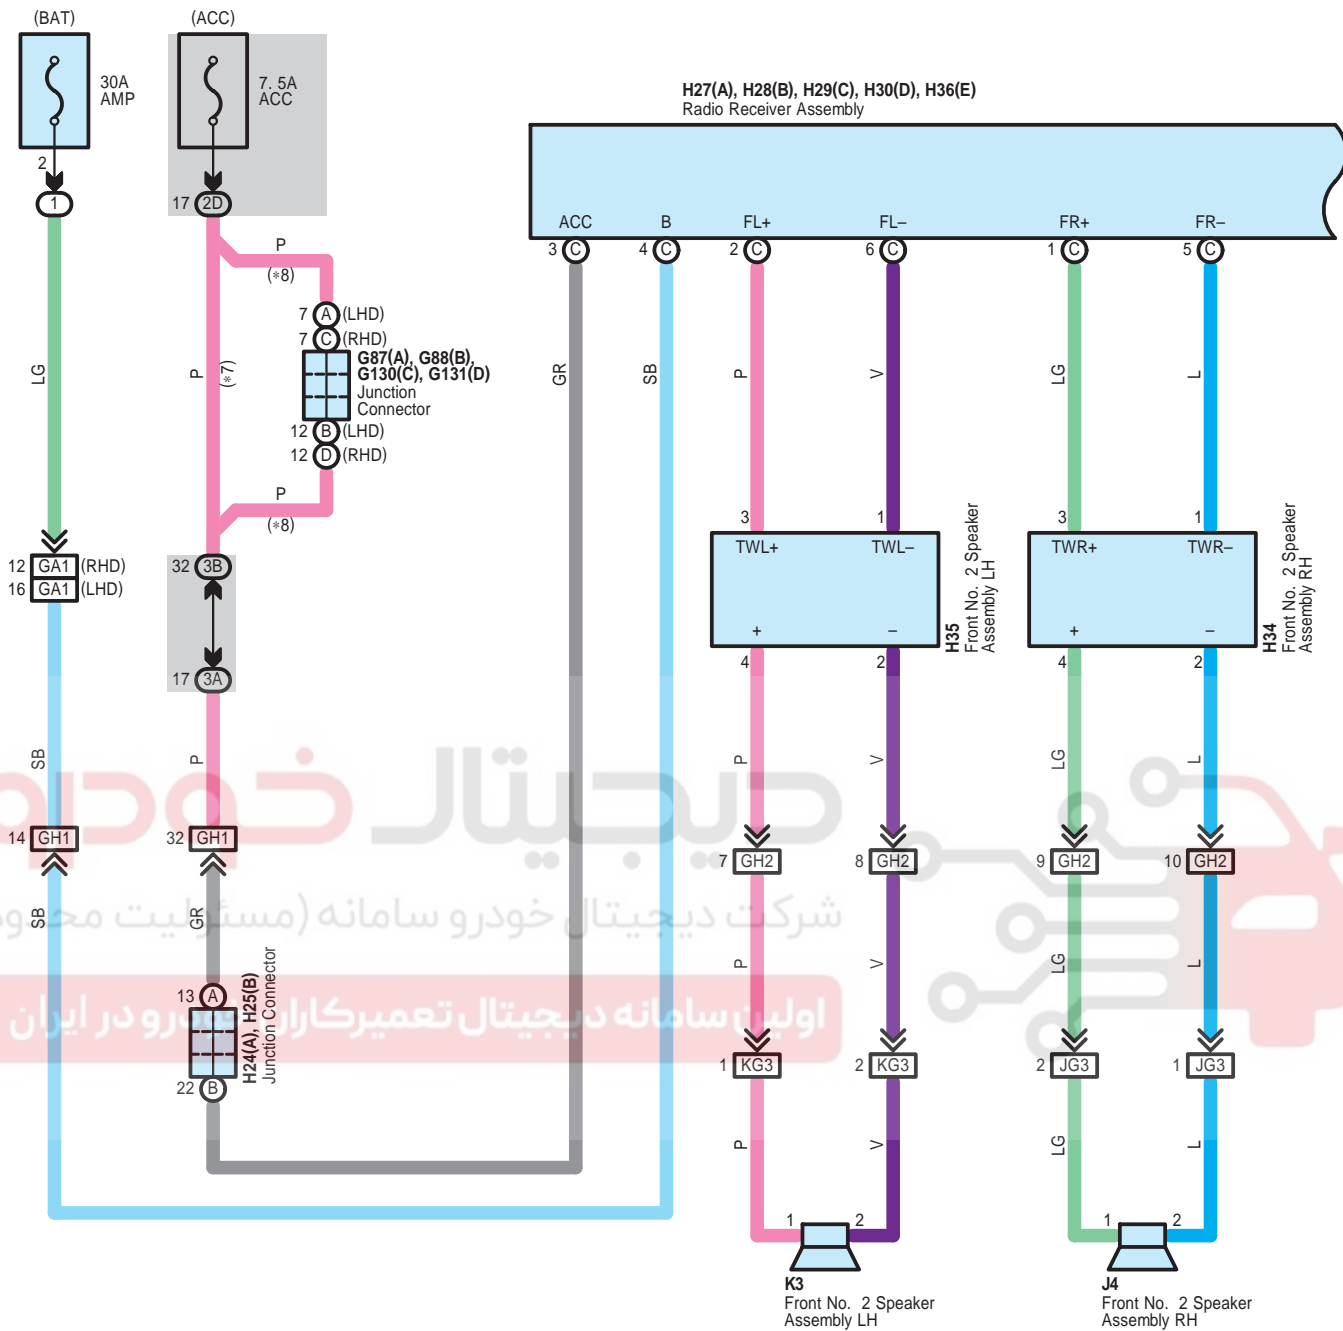 (BAT)
(ACC)
30A
AMP
7. 5A
ACC
2
1
17 2D
H27(A), H28(B), H29(C), H30(D), H36(E)
Radio Receiver Assembly
ACC
B
FL+
FL–
FR+
FR–
3 C
4 C
2 C
6 C
1 C
5 C
P
(∗8)
7 A (LHD)
7 C (RHD)
G87(A), G88(B),
G130(C), G131(D)
Junction
Connector
12 B (LHD)
12 D (RHD)
P
(∗8)
LG
P
(∗7)
GR
SB
P
V
LG
L
12 GA1 (RHD)
16 GA1 (LHD)
32 3B
17 3A
3
1
TWL+
TWL–
+
–
4
2
H35
Front No. 2 Speaker
Assembly LH
3
1
TWR+
TWR–
+
–
4
2
H34
Front No. 2 Speaker
Assembly RH
SB
P
P
V
LG
L
دیجیتال خودرو
14 GH1
32 GH1
7 GH2
8 GH2
9 GH2
10 GH2
شرکت دیجیتال خودرو سامانه (مسئولیت محدود
SB
GR
P
V
LG
L
13 A
H24(A), H25(B)
Junction Connector
22 B
اولین سامانه دیجیتال تعمیرکاران خودرو در ایران
1 KG3
2 KG3
2 JG3
1 JG3
P
V
LG
L
1
2
K3
Front No. 2 Speaker
Assembly LH
1
2
J4
Front No. 2 Speaker
Assembly RH